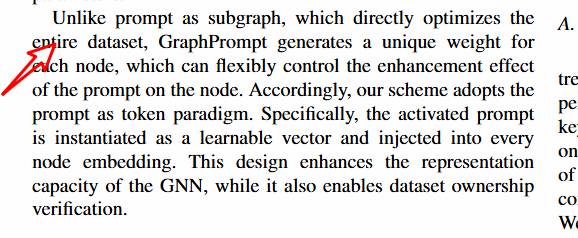 Unlike prompt as subgraph, which directly optimizes the
entire dataset, GraphPrompt generates a unique weight for
each node, which can flexibly control the enhancement effect
of the prompt on the node. Accordingly, our scheme adopts the
prompt as token paradigm. Specifically, the activated prompt
is instantiated as a learnable vector and injected into every
node embedding. This design enhances the representation
capacity of the GNN, while it also enables dataset ownership
verification.
A.
tre
pe
key
on
of
co
We